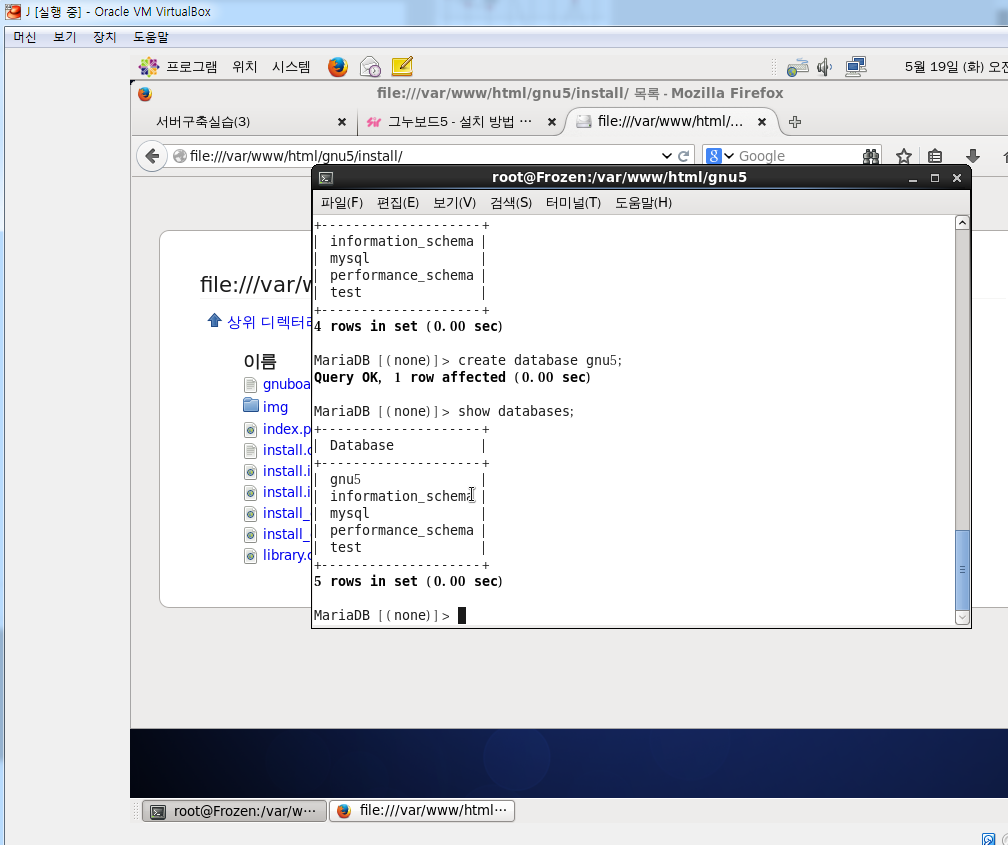 J [실행 중] - Oracle VM VirtualBox
머신 보기 장치 도움말
프로그램 위치 시스템 5월 19일 (화) 오전
file:///var/www/html/gnu5/install/ 목록 - Mozilla Firefox
서버구축실습(3) 그누보드5 - 설치 방법 ··· file:///var/www/html/...
file:///var/www/html/gnu5/install/ Google
root@Frozen:/var/www/html/gnu5
파일(F) 편집(E) 보기(V) 검색(S) 터미널(T) 도움말(H)
file:///var/w
상위 디렉터리
이름
gnuboa
img
index.p
install.
install.i
install.i
install_
install_
library.
+--------------------+
| information_schema |
| mysql |
| performance_schema |
| test |
+--------------------+
4 rows in set (0.00 sec)
MariaDB [(none)]> create database gnu5;
Query OK, 1 row affected (0.00 sec)
MariaDB [(none)]> show databases;
+--------------------+
| Database |
+--------------------+
| gnu5 |
| information_schema |
| mysql |
| performance_schema |
| test |
+--------------------+
5 rows in set (0.00 sec)
MariaDB [(none)]>
root@Frozen:/var/w··· file:///var/www/html···